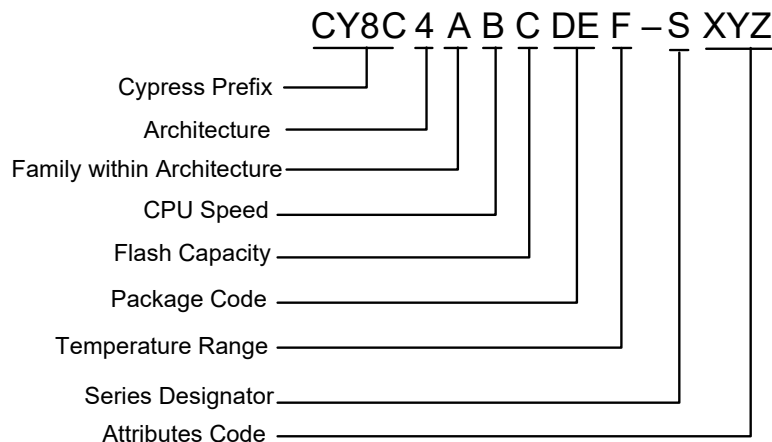 CY8C 4 A B C DE F – S XYZ
Cypress Prefix
Architecture
Family within Architecture
CPU Speed
Flash Capacity
Package Code
Temperature Range
Series Designator
Attributes Code